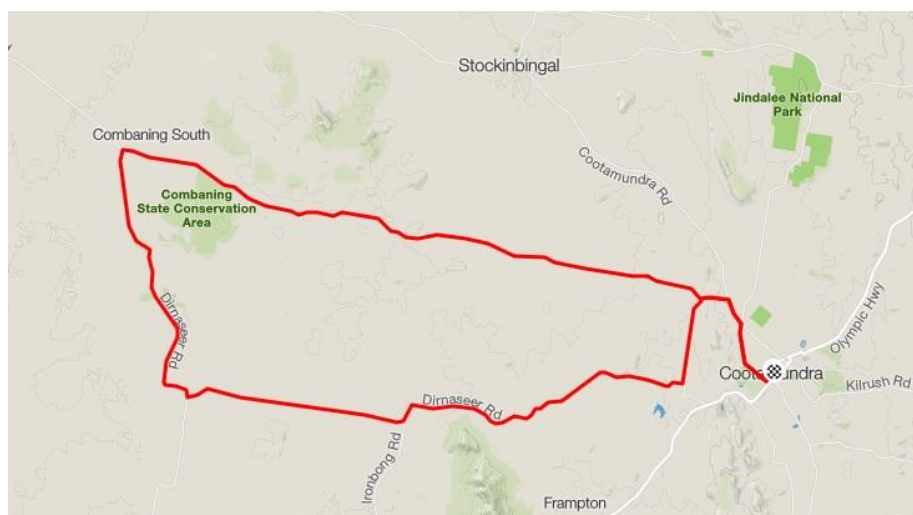 Stockinbingal
Jindalee National
Park
Combaning South
Cootamundra Rd
Combaning
State Conservation
Area
Dirnaseer Rd
Olympic Hwy
Cootamundra
Kilrush Rd
Dirnaseer Rd
Ironbong Rd
Frampton